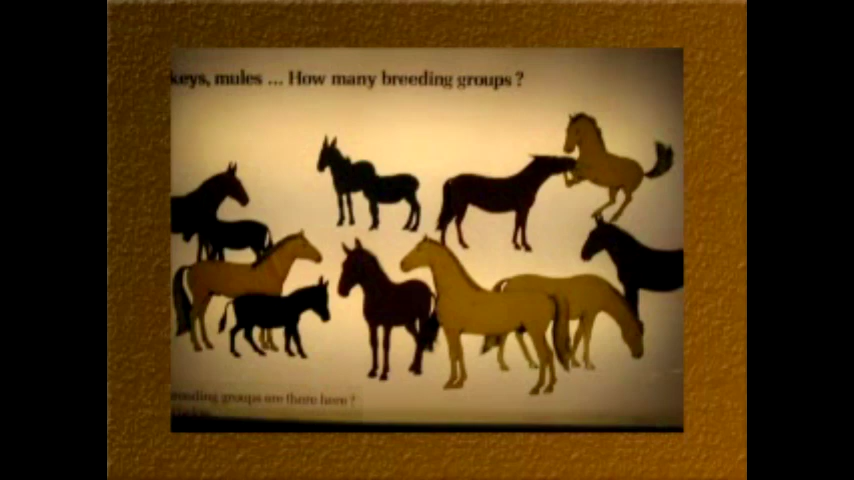 keys, mules ... How many breeding groups ?
eeding groups are there here ?